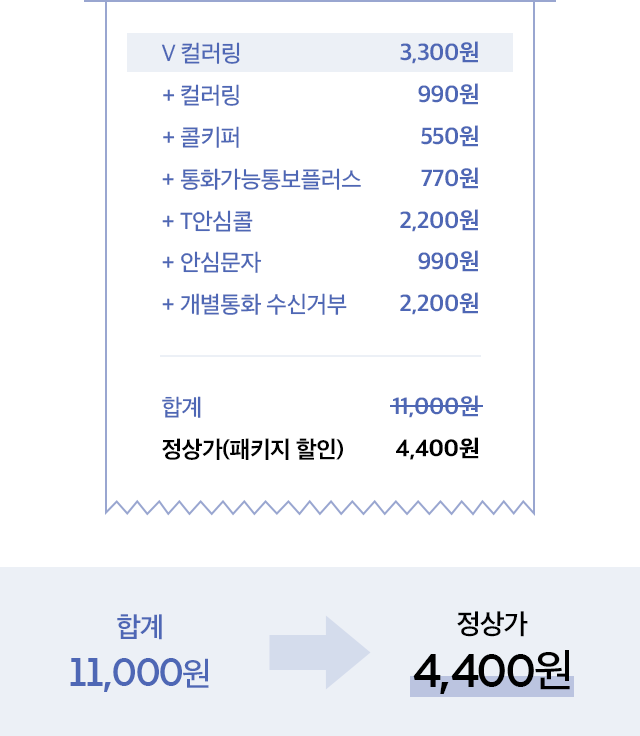 V 컬러링 3,300원
+ 컬러링 990원
+ 콜키퍼 550원
+ 통화가능통보플러스 770원
+ T안심콜 2,200원
+ 안심문자 990원
+ 개별통화 수신거부 2,200원
합계 11,000원
정상가(패키지 할인) 4,400원
합계
11,000원
정상가
4,400원